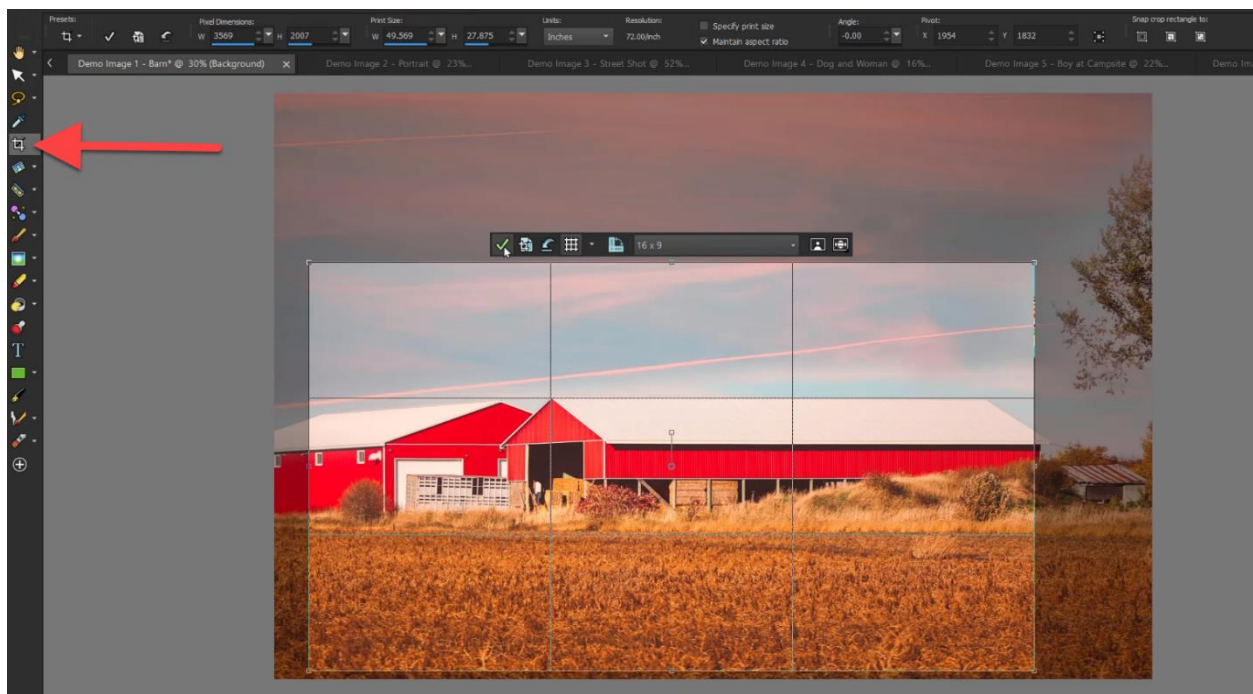 Presets:
Pixel Dimensions:
Print Size:
Units:
Resolution:
Specify print size
Angle:
Pivot:
Snap crop rectangle to:
W 3569 H 2007
W 49.569 H 27.875
Inches
72.00/Inch
Maintain aspect ratio
-0.00
X 1954 Y 1832
Demo Image 1 - Barn* @ 30% (Background) X
Demo Image 2 - Portrait @ 23%...
Demo Image 3 - Street Shot @ 52%...
Demo Image 4 - Dog and Woman @ 16%...
Demo Image 5 - Boy at Campsite @ 22%...
Demo Im
16 x 9
T